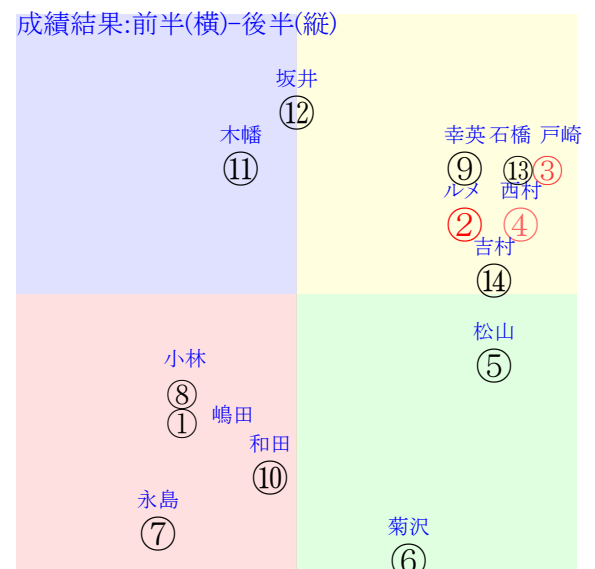 成績結果:前半(横)-後半(縦)
坂井
⑫
木幡
⑪
幸英 石橋 戸崎
⑨ ⑬ ③
ルメ 西村
② ④
吉村
⑭
松山
⑤
小林
⑧
① 嶋田
和田
⑩
永島
⑦
菊沢
⑥